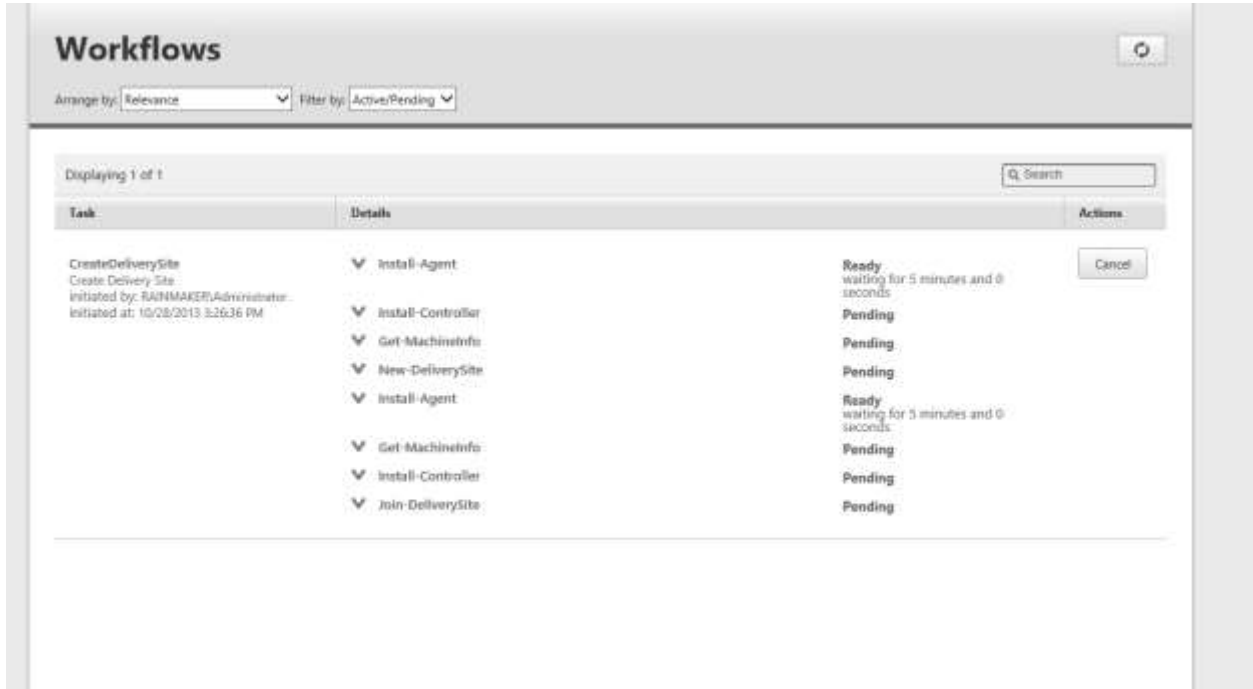 Workflows
Arrange by: Relevance Filter by: Active/Pending
Displaying 1 of 1 Search
Task Details Actions
CreateDeliverySite Install-Agent Ready Cancel
Create Delivery Site waiting for 5 minutes and 0
initiated by: RAINMAKER\Administrator seconds
initiated at: 10/28/2013 3:26:36 PM Install-Controller Pending
Get-MachineInfo Pending
New-DeliverySite Pending
Install-Agent Ready
waiting for 5 minutes and 0
seconds
Get-MachineInfo Pending
Install-Controller Pending
Join-DeliverySite Pending